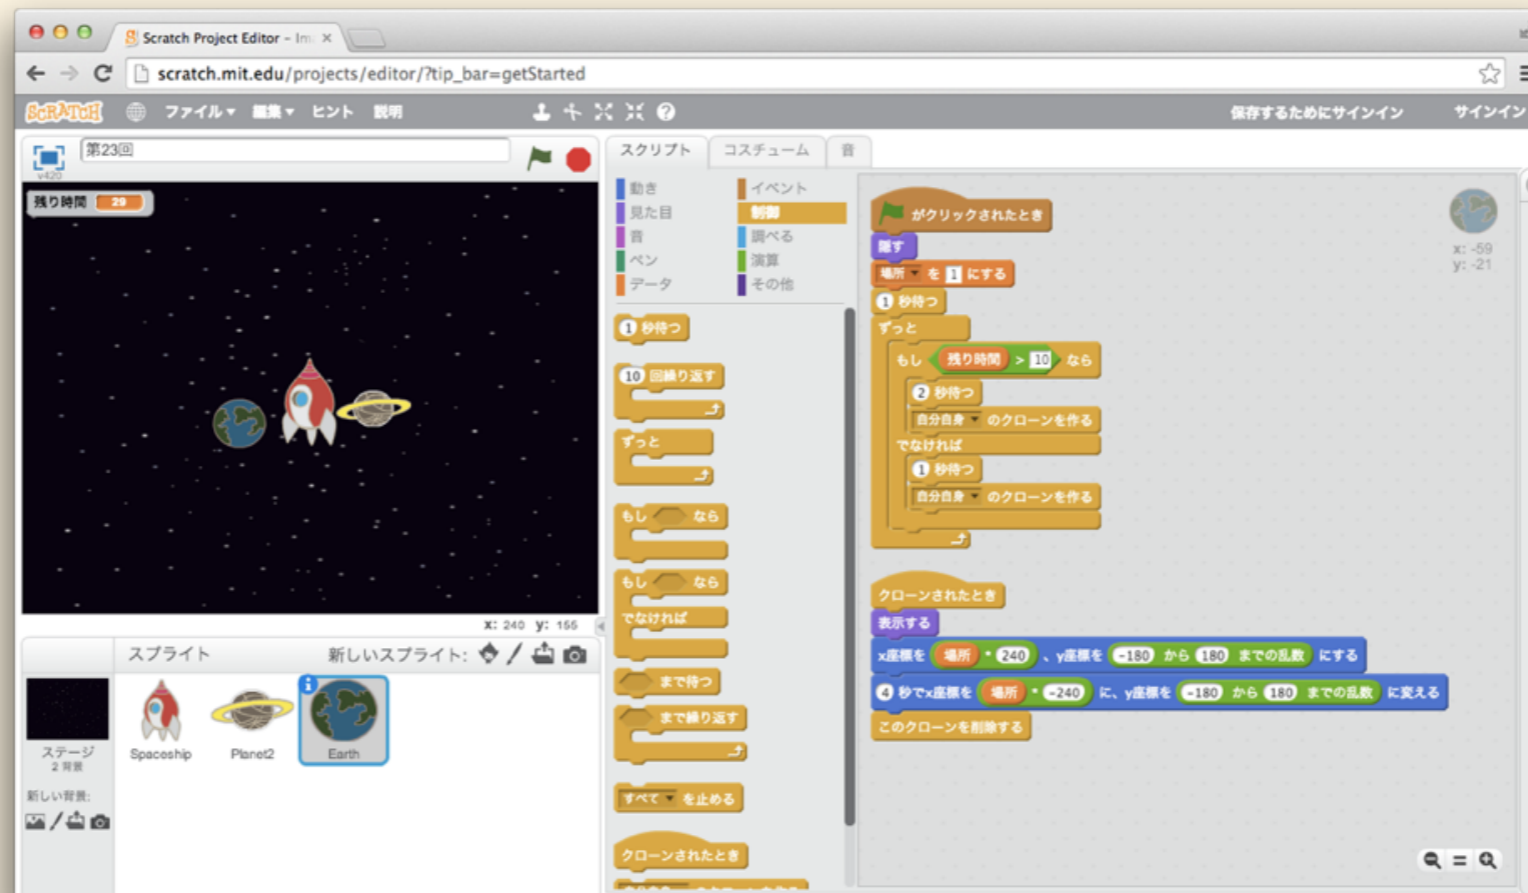 Scratch Project Editor - Im
scratch.mit.edu/projects/editor/?tip_bar=getStarted
SCRATCH ファイル 編集 ヒント 説明 保存するためにサインイン サインイン
第23回
v420
残り時間 29
x: 240 y: 155
スプライト 新しいスプライト:
Spaceship Planet2 Earth
ステージ
2 背景
新しい背景:
スクリプト コスチューム 音
動き イベント
見た目 制御
音 調べる
ペン 演算
データ その他
1 秒待つ
10 回繰り返す
ずっと
もし なら
もし なら
でなければ
まで待つ
まで繰り返す
すべて を止める
クローンされたとき
がクリックされたとき
隠す
場所 を 1 にする
1 秒待つ
ずっと
もし 残り時間 > 10 なら
2 秒待つ
自分自身 のクローンを作る
でなければ
1 秒待つ
自分自身 のクローンを作る
クローンされたとき
表示する
x座標を 場所 * 240 、y座標を -180 から 180 までの乱数 にする
4 秒でx座標を 場所 * -240 に、y座標を -180 から 180 までの乱数 に変える
このクローンを削除する
x: -59
y: -21